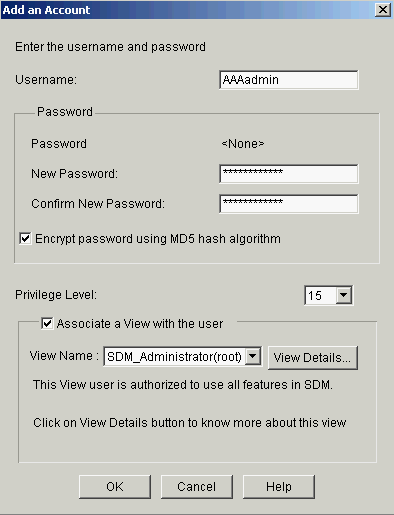 Add an Account
Enter the username and password
Username: AAAadmin
Password
Password <None>
New Password: ************
Confirm New Password: ************
Encrypt password using MD5 hash algorithm
Privilege Level: 15
Associate a View with the user
View Name : SDM_Administrator(root) View Details...
This View user is authorized to use all features in SDM.
Click on View Details button to know more about this view
OK Cancel Help